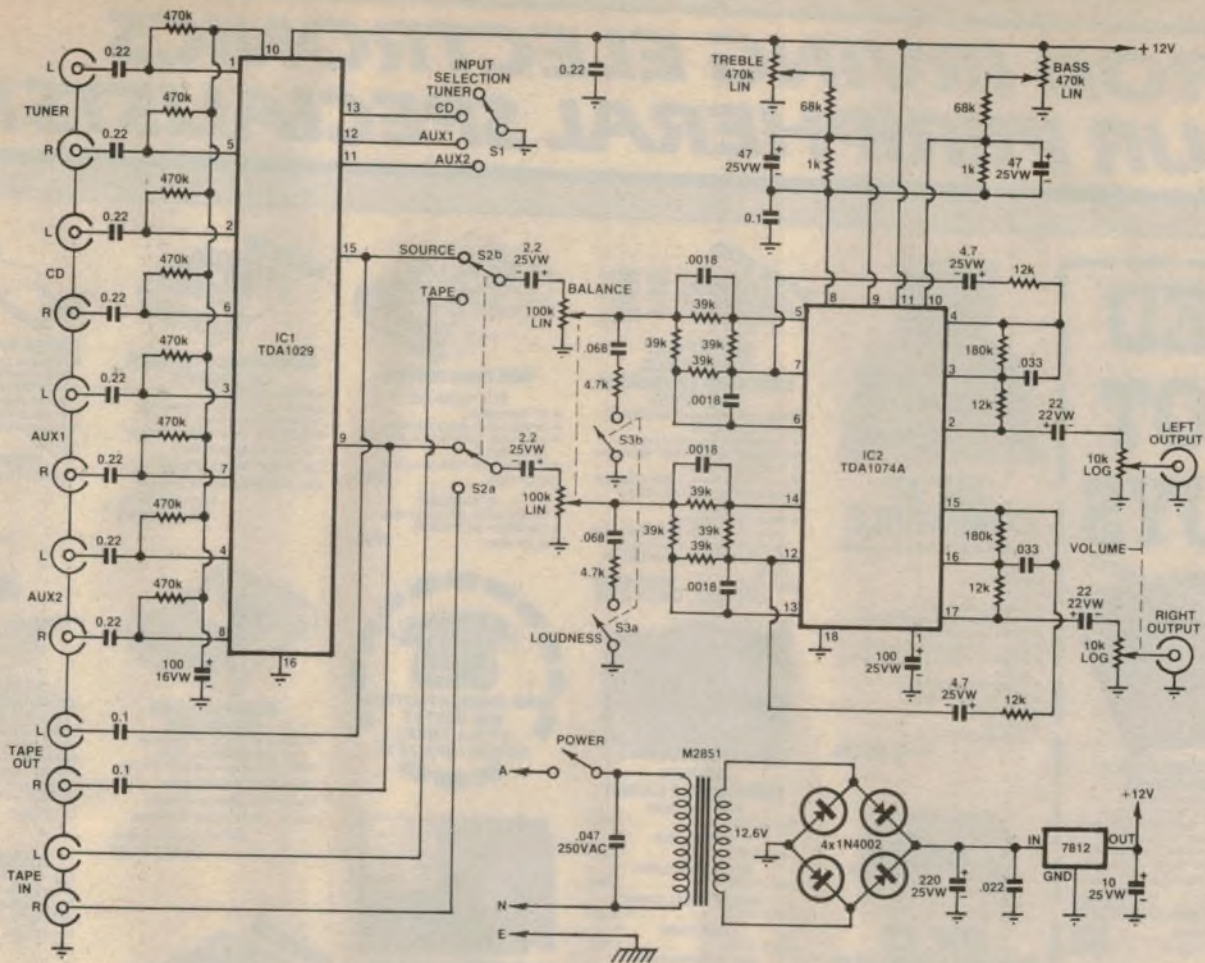 470k
0.22
L
10
1
470k
0.22
TUNER
R
5
470k
0.22
L
2
CD
470k
0.22
R
6
470k
0.22
L
3
AUX1
470k
0.22
R
7
470k
0.22
L
4
AUX2
470k
0.22
R
8
100
16VW
+
-
16
IC1
TDA1029
13
12
11
15
9
INPUT
SELECTION
TUNER
CD
AUX1
AUX2
S1
0.22
SOURCE
S2b
TAPE
2.2
25VW
- +
BALANCE
100k
LIN
S2a
2.2
25VW
- +
100k
LIN
.068
4.7k
S3b
.068
4.7k
S3a
LOUDNESS
TREBLE
470k
LIN
68k
47
25VW
+
-
1k
0.1
+12V
BASS
470k
LIN
68k
1k
47
25VW
+
-
.0018
39k
39k
39k
39k
.0018
.0018
39k
39k
39k
39k
.0018
8
9
11
10
5
7
6
14
12
13
18
1
4
3
2
15
16
17
IC2
TDA1074A
100
25VW
+
-
4.7
25VW
- +
12k
180k
.033
12k
22
22VW
+ -
10k
LOG
LEFT
OUTPUT
180k
.033
12k
VOLUME
22
22VW
+ -
10k
LOG
RIGHT
OUTPUT
4.7
25VW
- +
12k
TAPE
OUT
L
0.1
R
0.1
TAPE
IN
L
R
POWER
A
N
E
.047
250VAC
M2851
12.6V
4x1N4002
220
25VW
+
-
.022
IN
7812
OUT
GND
+12V
10
25VW
+
-